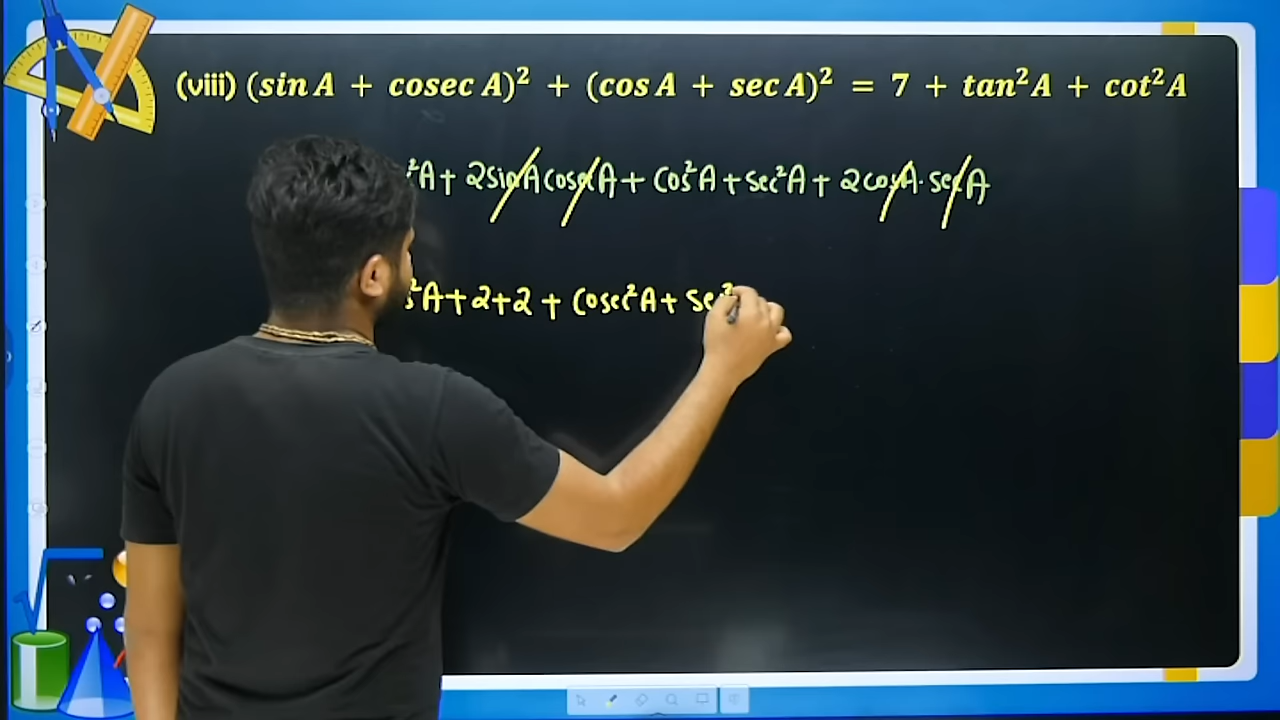 (viii) (sin A + cosec A)² + (cos A + sec A)² = 7 + tan²A + cot²A
²A + 2sinA cosecA + Cos²A + sec²A + 2cosA · secA
²A + 2 + 2 + Cosec²A + Sec²